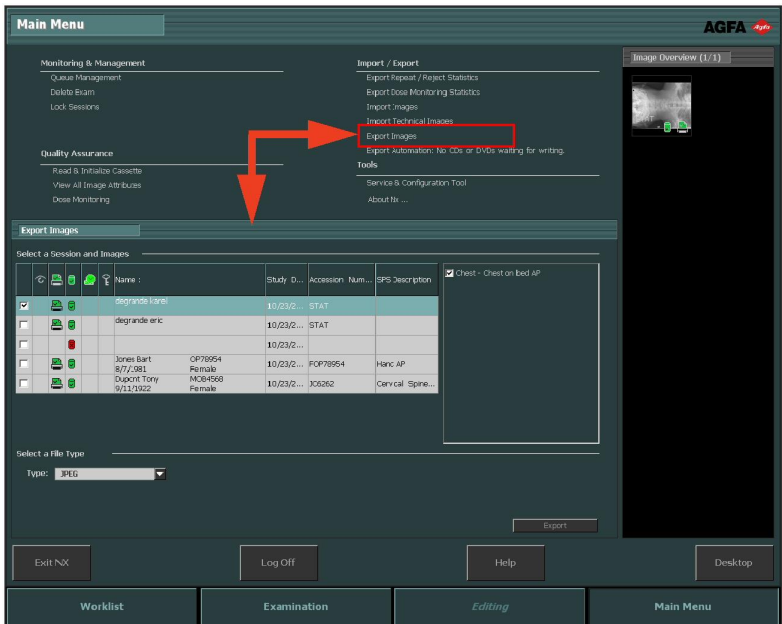 Main Menu
AGFA
Monitoring & Management
Queue Management
Delete Exam
Lock Sessions
Quality Assurance
Read & Initialize Cassette
View All Image Attributes
Dose Monitoring
Import / Export
Export Repeat / Reject Statistics
Export Dose Monitoring Statistics
Import Images
Import Technical Images
Export Images
Export Automation: No CDs or DVDs waiting for writing.
Tools
Service & Configuration Tool
About Nx ...
Image Overview (1/1)
Export Images
Select a Session and Images
Name : Study D... Accession Num... SPS Description
degrande karel 10/23/2... STAT
degrande eric 10/23/2... STAT
10/23/2...
Jones Bart OP78954 10/23/2... FOP78954 Hand AP
8/7/1981 Female
Dupont Tony MOB4568 10/23/2... JC6262 Cervical Spine...
9/11/1922 Female
Chest - Chest on bed AP
Select a File Type
Type: JPEG
Export
Exit NX Log Off Help Desktop
Worklist Examination Editing Main Menu